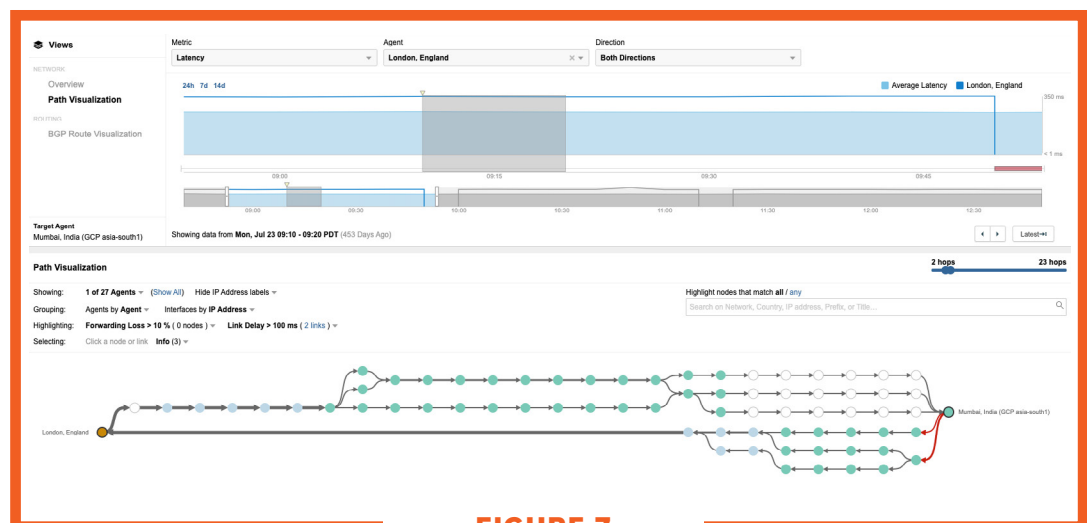 Views
Metric
Agent
Direction
Latency
London, England
Both Directions
NETWORK
Overview
Path Visualization
ROUTING
BGP Route Visualization
24h 7d 14d
Average Latency
London, England
350 ms
< 1 ms
09:00
09:15
09:30
09:45
09:00
09:30
10:00
10:30
11:00
11:30
12:00
12:30
Target Agent
Mumbai, India (GCP asia-south1)
Showing data from Mon, Jul 23 09:10 - 09:20 PDT (453 Days Ago)
Latest
Path Visualization
2 hops
23 hops
Showing: 1 of 27 Agents (Show All) Hide IP Address labels
Highlight nodes that match all / any
Grouping: Agents by Agent Interfaces by IP Address
Search on Network, Country, IP address, Prefix, or Title...
Highlighting: Forwarding Loss > 10 % ( 0 nodes ) Link Delay > 100 ms ( 2 links )
Selecting: Click a node or link Info (3)
Mumbai, India (GCP asia-south1)
London, England
FIGURE 7